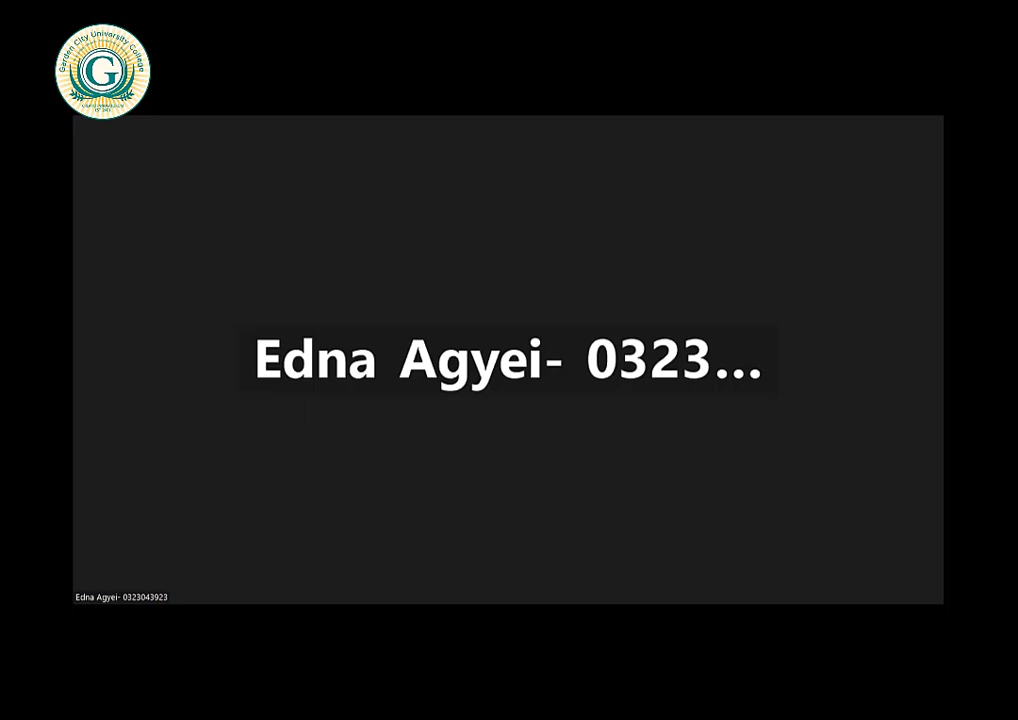 Garden City University College
G
Edna Agyei- 0323...
Edna Agyei- 0323043923